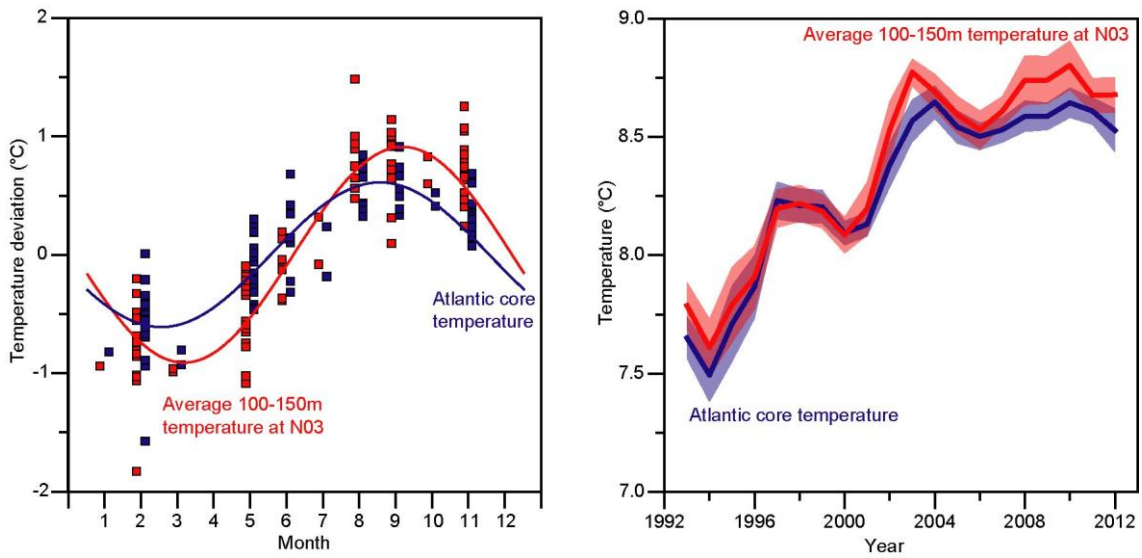 2
1
0
-1
-2
Temperature deviation (°C)
1 2 3 4 5 6 7 8 9 10 11 12
Month
Atlantic core
temperature
Average 100-150m
temperature at N03
9.0
8.5
8.0
7.5
7.0
Temperature (°C)
1992 1996 2000 2004 2008 2012
Year
Average 100-150m temperature at N03
Atlantic core temperature